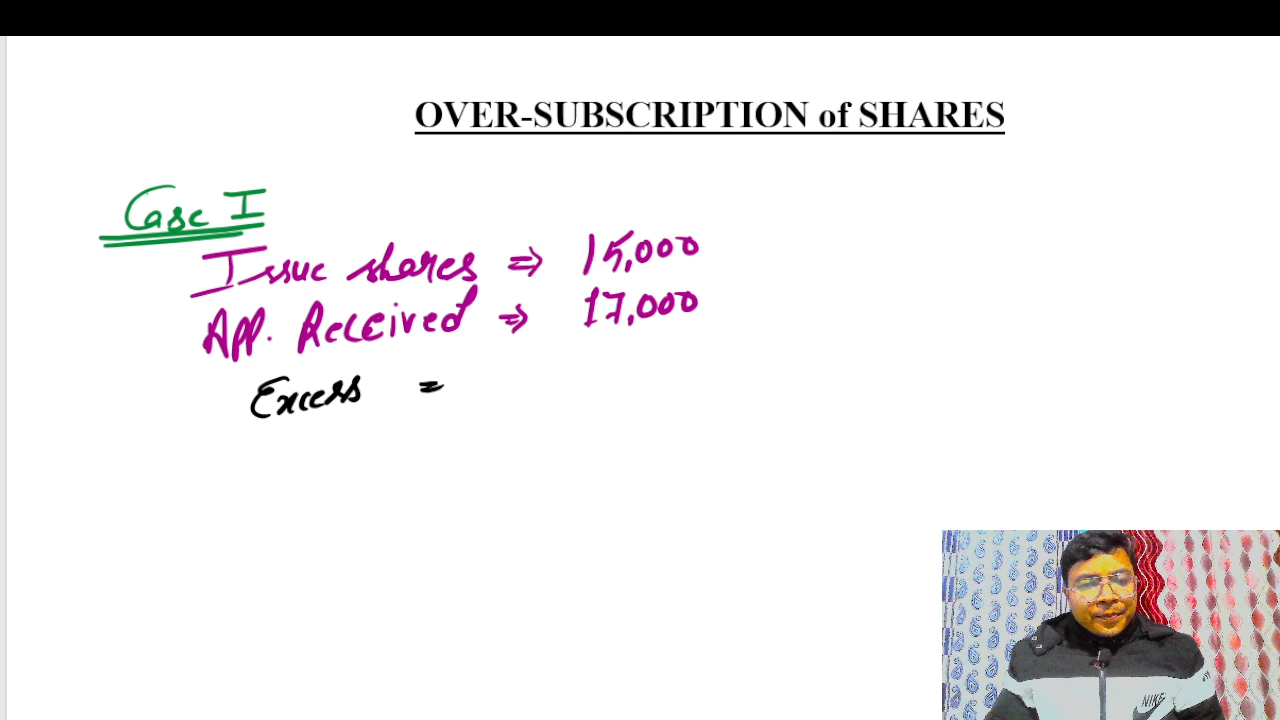 OVER-SUBSCRIPTION of SHARES
Case I
Issue shares ⇒ 15,000
App. Received ⇒ 17,000
Excess =
NIKE